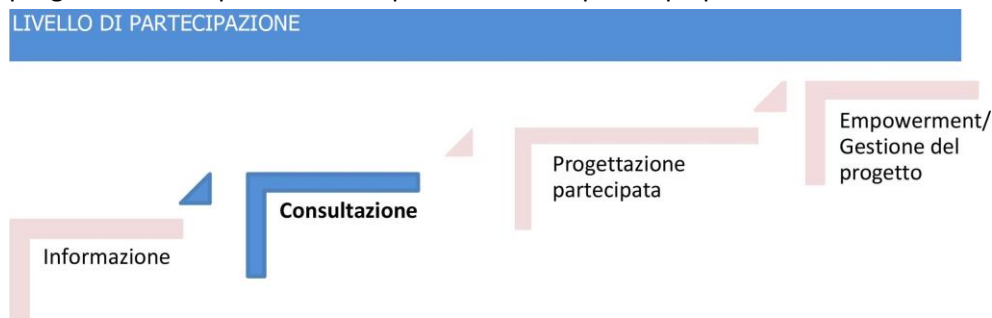 LIVELLO DI PARTECIPAZIONE
Empowerment/
Gestione del
progetto
Progettazione
partecipata
Consultazione
Informazione